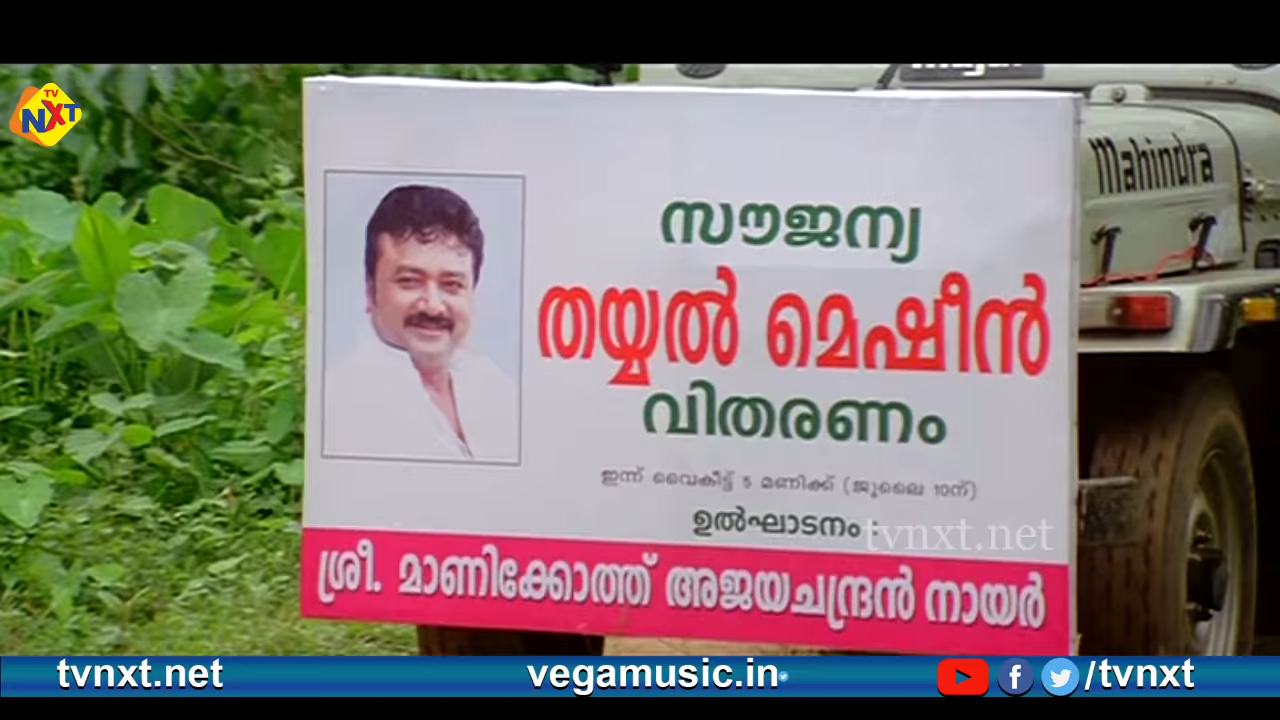 TV
NXT
Mahindra
സൗജന്യ
തയ്യൽ മെഷീൻ
വിതരണം
ഇന്ന് വൈകീട്ട് 5 മണിക്ക് (ജൂലൈ 10ന്)
ഉൽഘാടനം :
tvnxt.net
ശ്രീ. മാണിക്കോത്ത് അജയചന്ദ്രൻ നായർ
tvnxt.net
vegamusic.in
/tvnxt